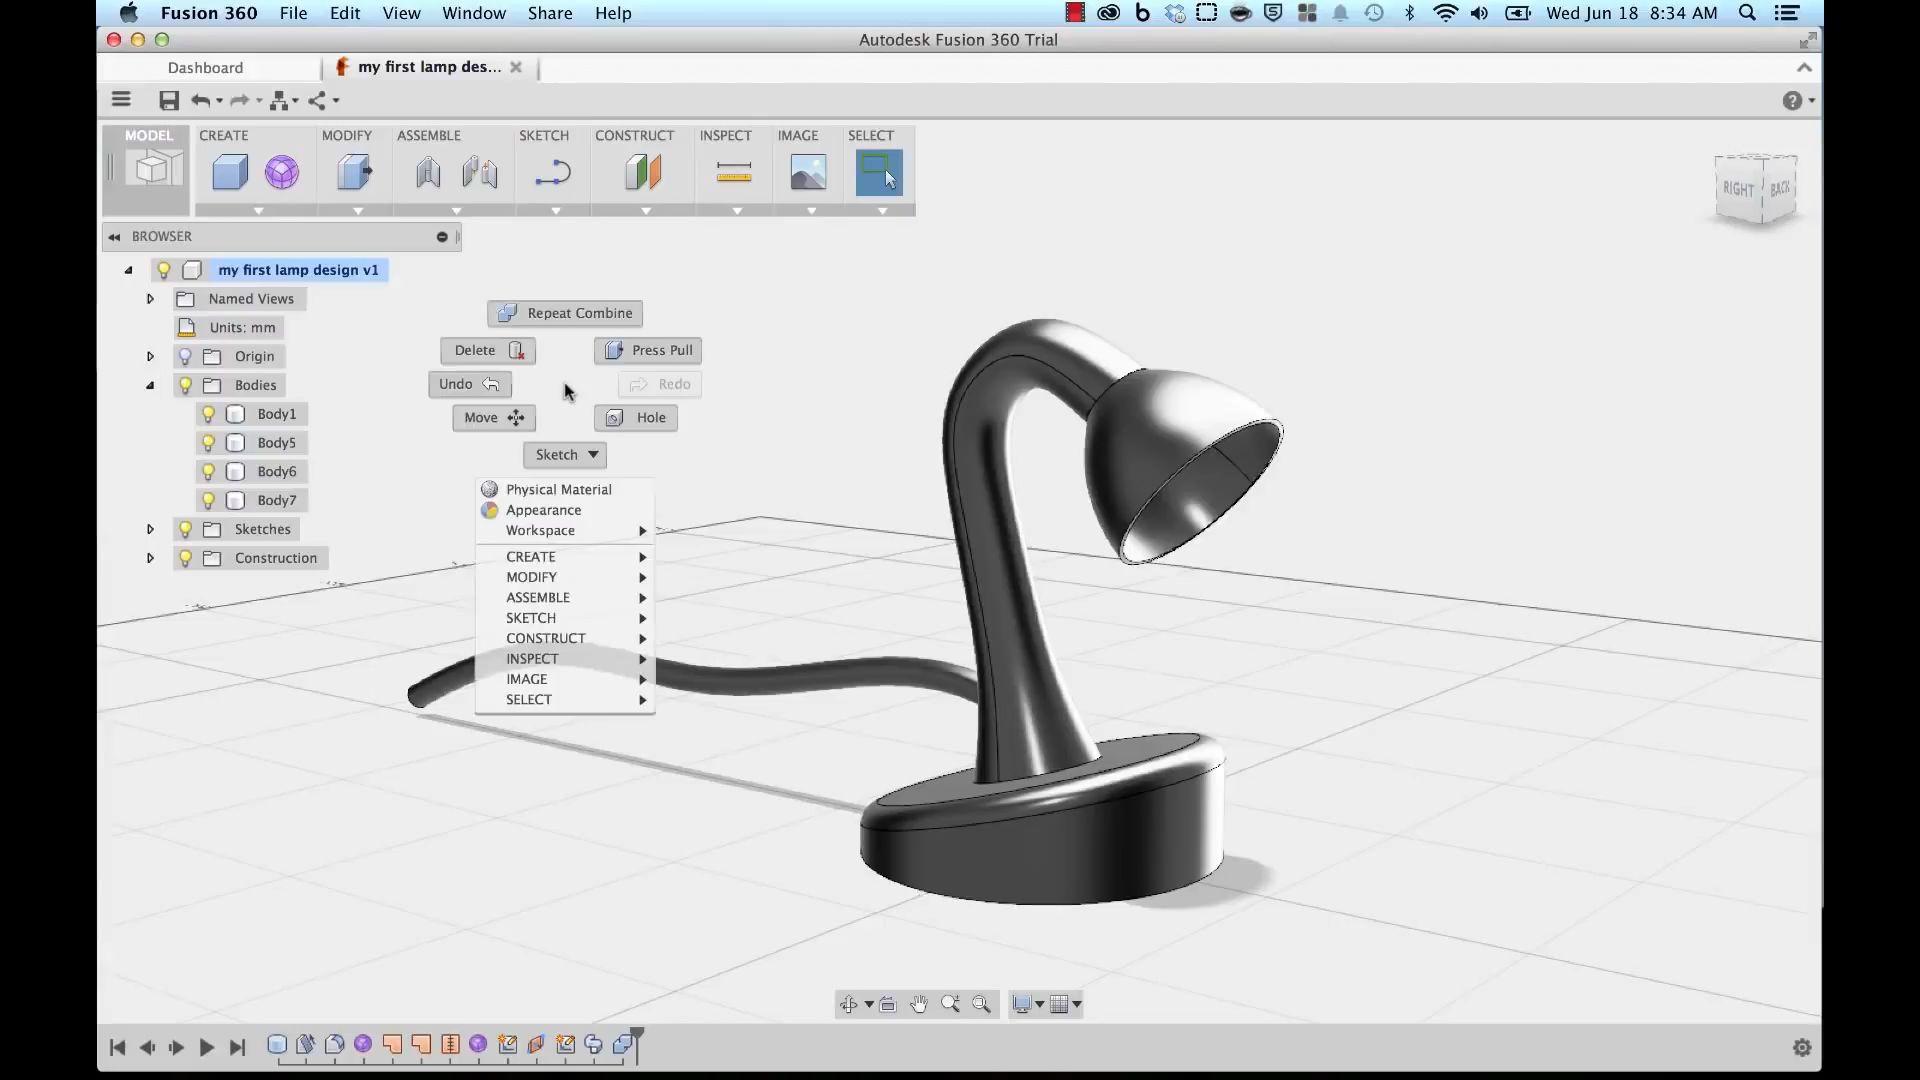 Fusion 360 File Edit View Window Share Help Wed Jun 18 8:34 AM
Autodesk Fusion 360 Trial
Dashboard my first lamp des...
MODEL CREATE MODIFY ASSEMBLE SKETCH CONSTRUCT INSPECT IMAGE SELECT
RIGHT BACK
BROWSER
my first lamp design v1
Named Views
Units: mm
Origin
Bodies
Body1
Body5
Body6
Body7
Sketches
Construction
Repeat Combine
Delete Press Pull
Undo Redo
Move Hole
Sketch
Physical Material
Appearance
Workspace
CREATE
MODIFY
ASSEMBLE
SKETCH
CONSTRUCT
INSPECT
IMAGE
SELECT